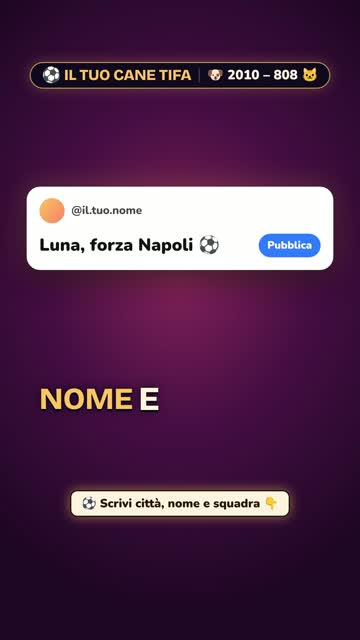 ⚽ IL TUO CANE TIFA | 🐶 2010 – 808 🐱
@il.tuo.nome
Luna, forza Napoli ⚽
Pubblica
NOME E
⚽ Scrivi città, nome e squadra 👇